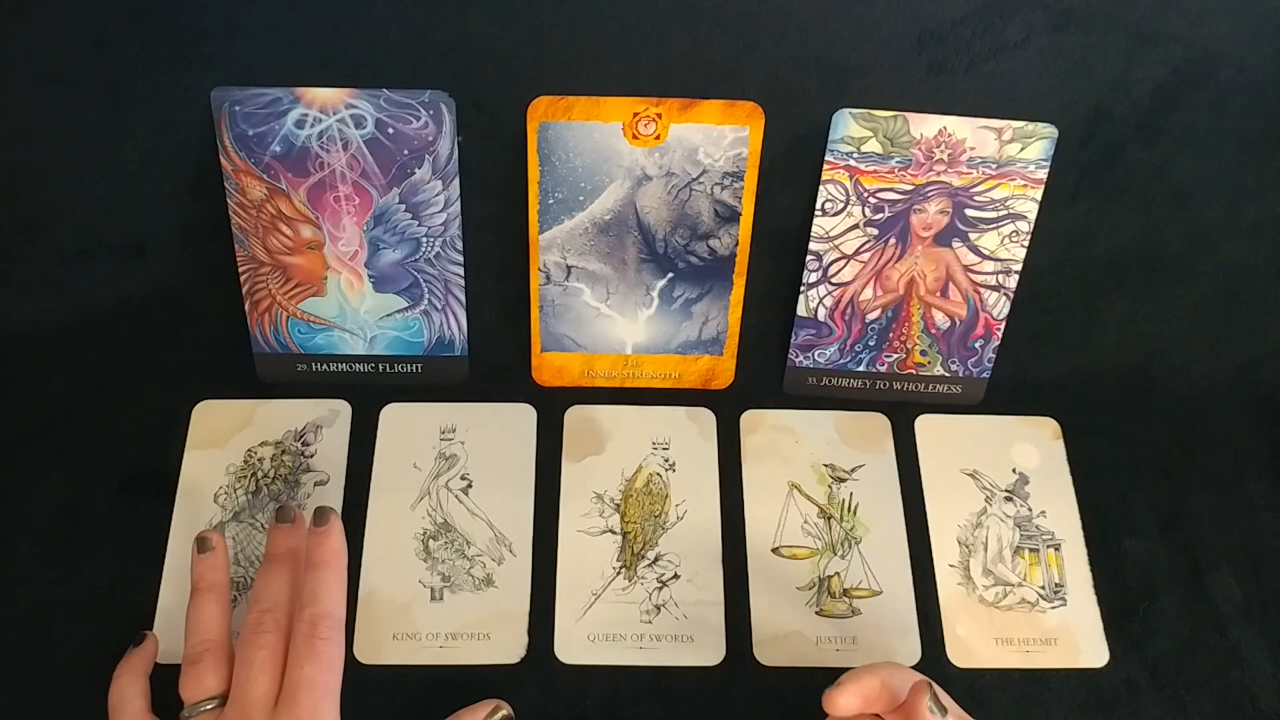 29. HARMONIC FLIGHT
INNER STRENGTH
33. JOURNEY TO WHOLENESS
KING OF SWORDS
QUEEN OF SWORDS
JUSTICE
THE HERMIT